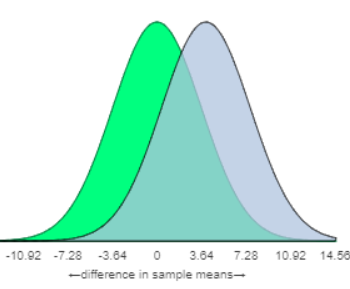 -10.92 -7.28 -3.64 0 3.64 7.28 10.92 14.56
←difference in sample means→